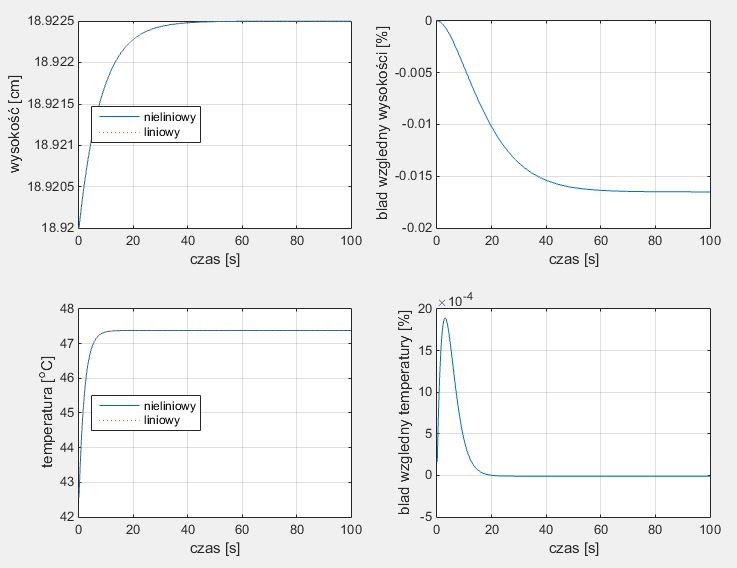 18.9225
18.922
18.9215
18.921
18.9205
18.92
wysokość [cm]
nieliniowy
liniowy
0 20 40 60 80 100
czas [s]
0
-0.005
-0.01
-0.015
-0.02
blad wzgledny wysokości [%]
0 20 40 60 80 100
czas [s]
48
47
46
45
44
43
42
temperatura [°C]
nieliniowy
liniowy
0 20 40 60 80 100
czas [s]
×10⁻⁴
20
15
10
5
0
-5
blad wzgledny temperatury [%]
0 20 40 60 80 100
czas [s]